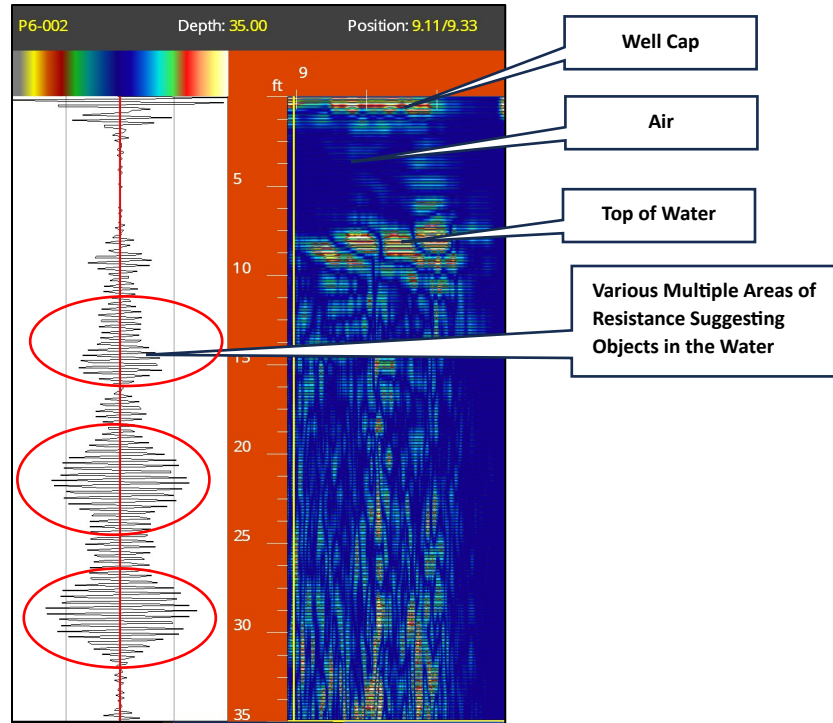 P6-002 Depth: 35.00 Position: 9.11/9.33
Well Cap
9
ft
Air
5
Top of Water
10
Various Multiple Areas of
Resistance Suggesting
Objects in the Water
15
20
25
30
35